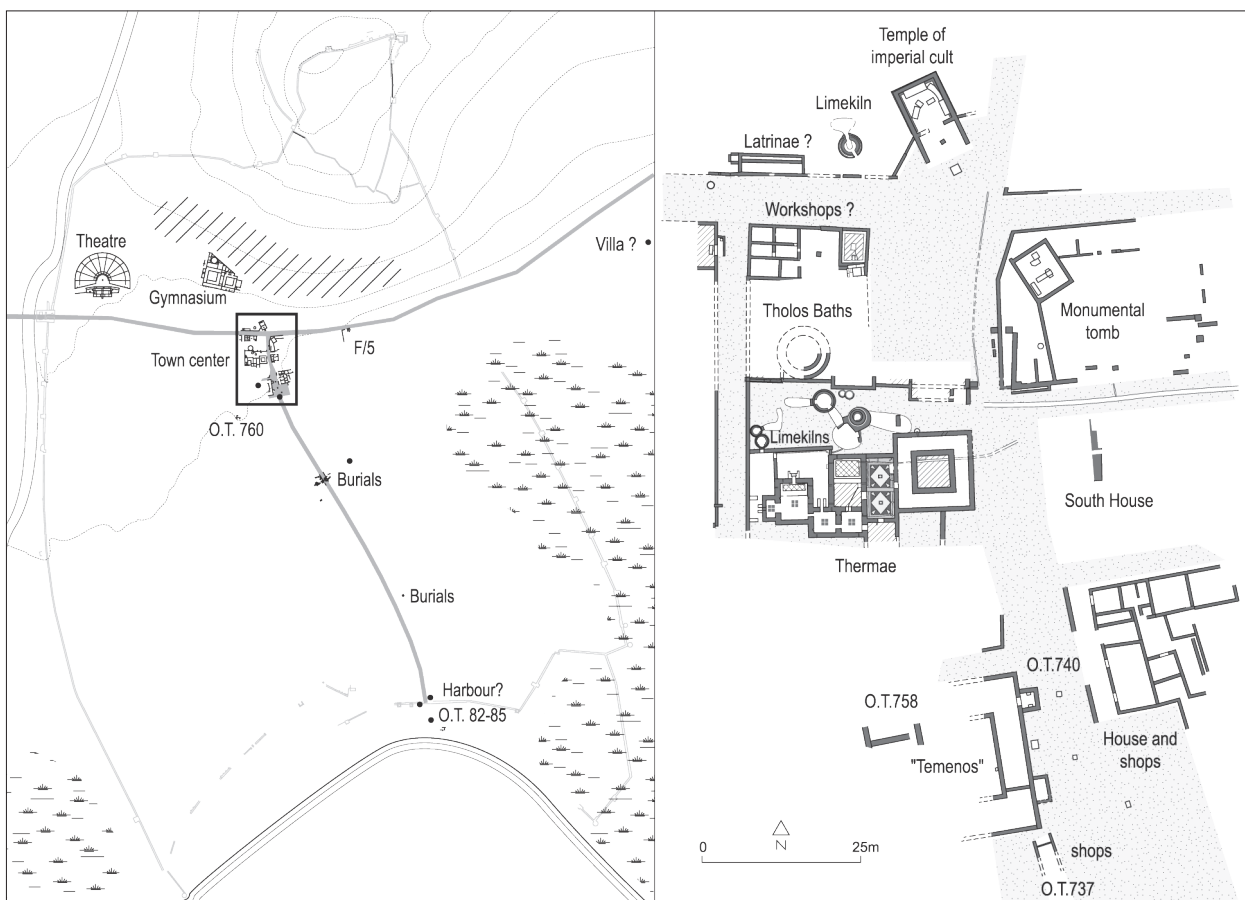 Theatre
Gymnasium
Villa ?
Town center
F/5
O.T. 760
Burials
Burials
Harbour?
O.T. 82-85
Temple of
imperial cult
Limekiln
Latrinae ?
Workshops ?
Tholos Baths
Monumental
tomb
Limekilns
South House
Thermae
O.T.740
O.T.758
"Temenos"
House and
shops
0 N 25m
shops
O.T.737